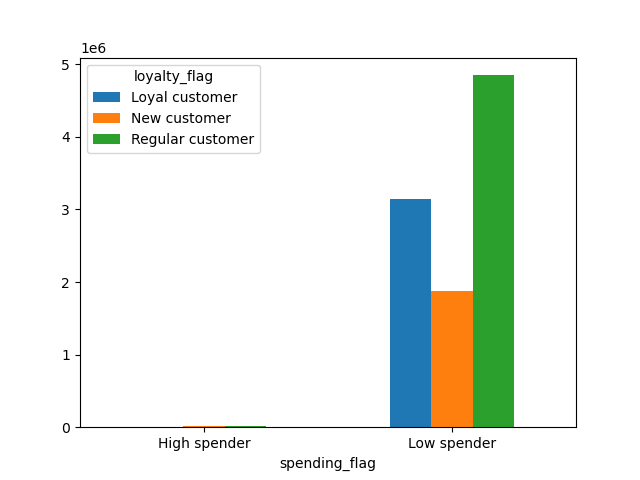 1e6
5
4
3
2
1
0
loyalty_flag
Loyal customer
New customer
Regular customer
High spender Low spender
spending_flag